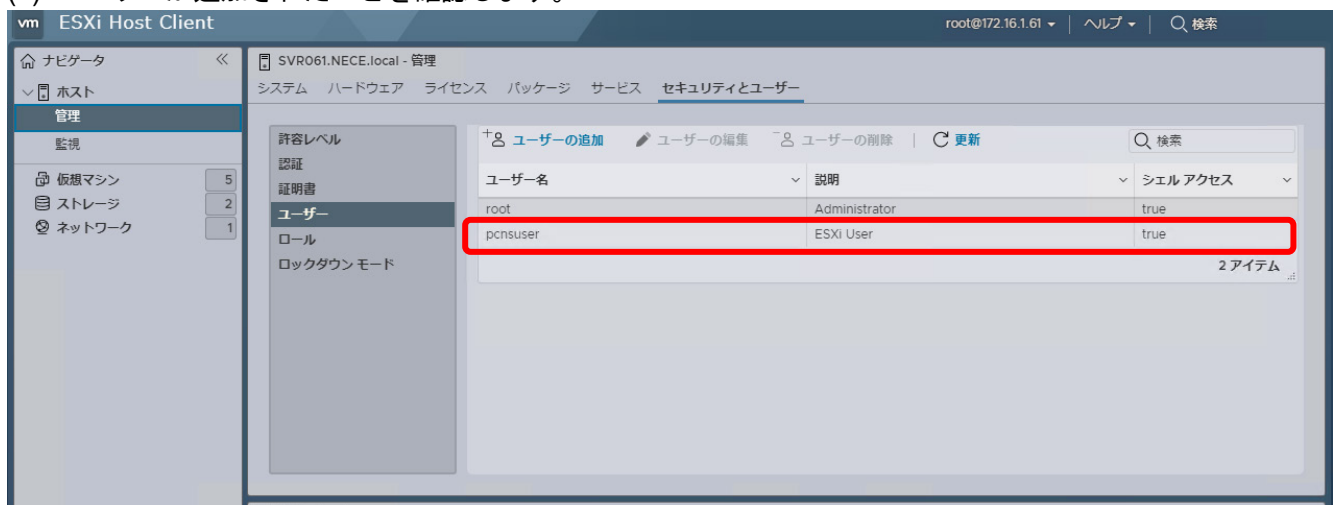 vm ESXi Host Client root@172.16.1.61 ヘルプ 検索
ナビゲータ
ホスト
管理
監視
仮想マシン 5
ストレージ 2
ネットワーク 1
SVR061.NECE.local - 管理
システム ハードウェア ライセンス パッケージ サービス セキュリティとユーザー
許容レベル
認証
証明書
ユーザー
ロール
ロックダウン モード
ユーザーの追加 ユーザーの編集 ユーザーの削除 | 更新 検索
ユーザー名 説明 シェル アクセス
root Administrator true
pcnsuser ESXi User true
2 アイテム